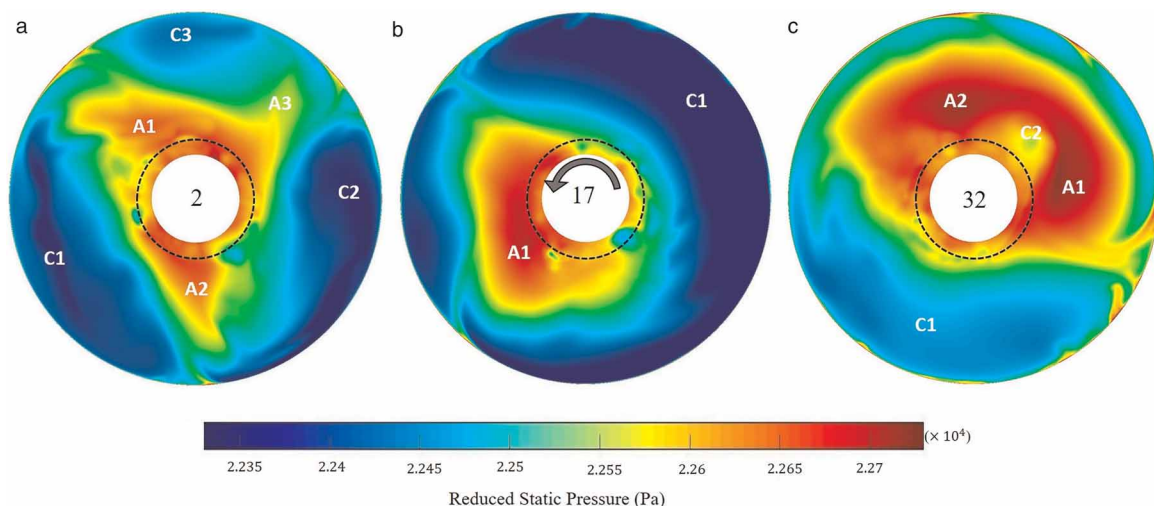 a
b
c
C3
A1
A3
2
C1
C2
A2
C1
17
A1
A2
C2
A1
32
C1
(× 10⁴)
2.235 2.24 2.245 2.25 2.255 2.26 2.265 2.27
Reduced Static Pressure (Pa)